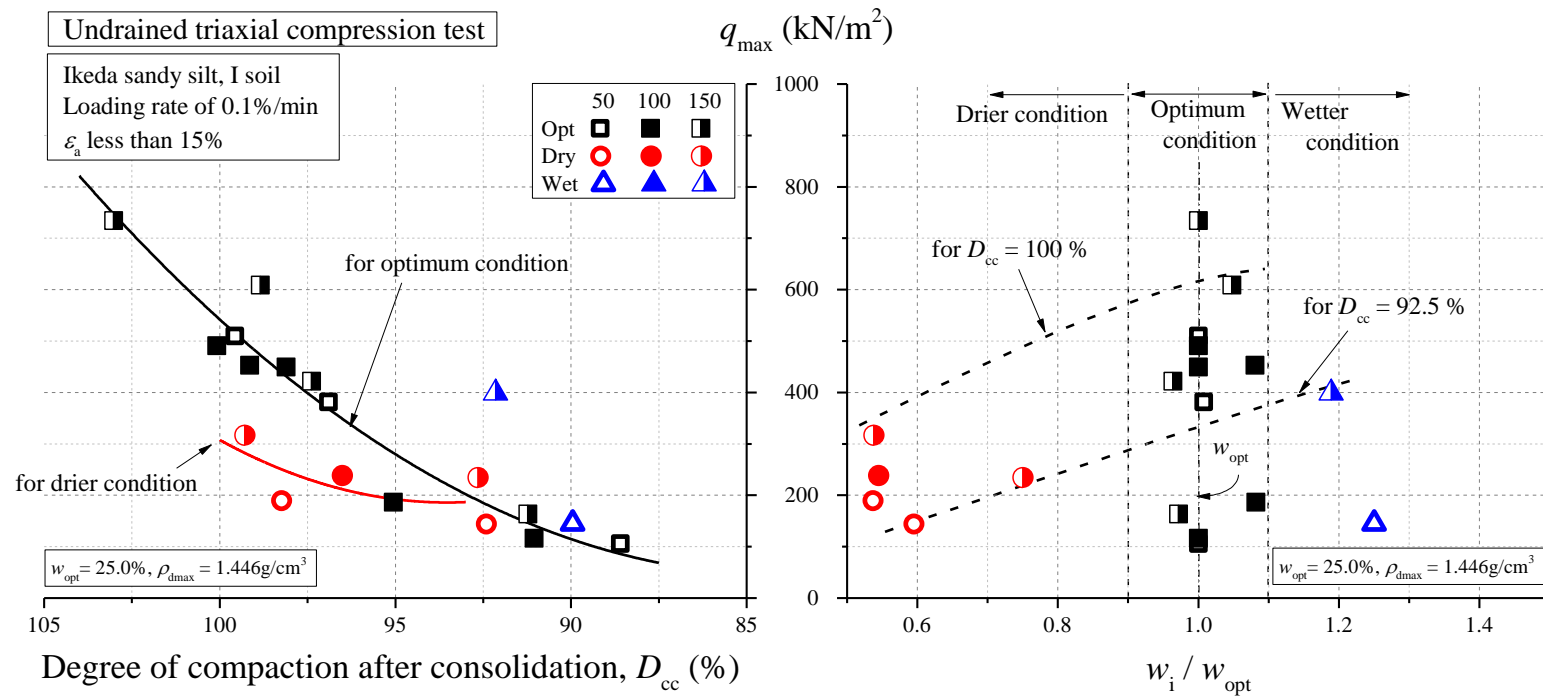 Undrained triaxial compression test
q_max (kN/m²)
Ikeda sandy silt, I soil
Loading rate of 0.1%/min
ε_a less than 15%
50 100 150
Opt
Dry
Wet
for optimum condition
for drier condition
w_opt = 25.0%, ρ_dmax = 1.446g/cm³
105 100 95 90 85
Degree of compaction after consolidation, D_cc (%)
1000
800
600
400
200
0
Drier condition
Optimum condition
Wetter condition
for D_cc = 100 %
for D_cc = 92.5 %
w_opt
w_opt = 25.0%, ρ_dmax = 1.446g/cm³
0.6 0.8 1.0 1.2 1.4
w_i / w_opt